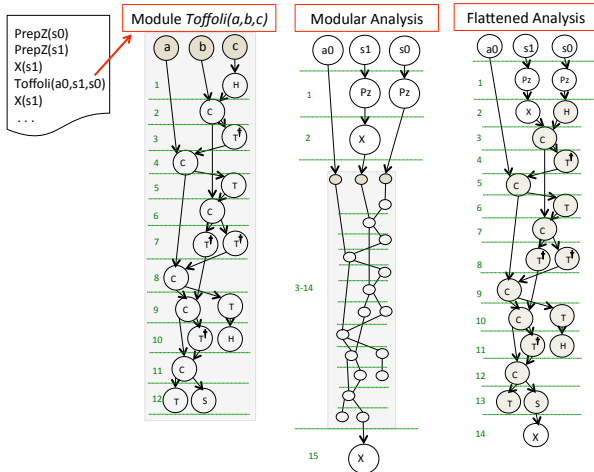 PrepZ(s0)
PrepZ(s1)
X(s1)
Toffoli(a0,s1,s0)
X(s1)
. . .
Module Toffoli(a,b,c)
a b c
1 H
2 C
3 T†
4 C
5 T
6 C
7 T† T†
8 C
9 C T
10 T† H
11 C
12 T S
Modular Analysis
a0 s1 s0
1 Pz Pz
2 X
3-14
15 X
Flattened Analysis
a0 s1 s0
1 Pz Pz
2 X H
3 C
4 T†
5 C
6 T
7 C
8 T† T†
9 C
10 C T
11 T† H
12 C
13 T S
14 X